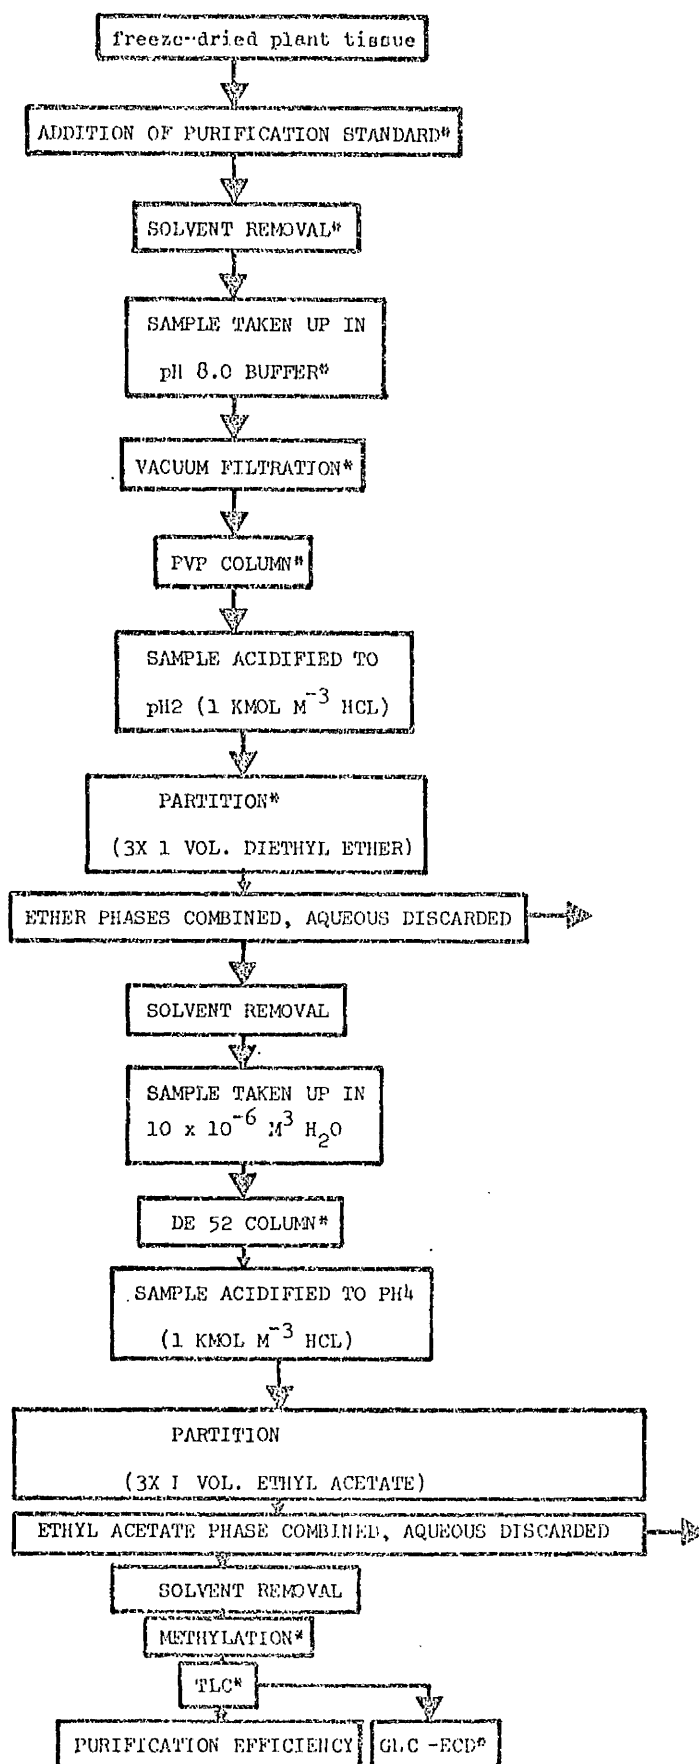 freeze-dried plant tissue
ADDITION OF PURIFICATION STANDARD*
SOLVENT REMOVAL*
SAMPLE TAKEN UP IN
pH 8.0 BUFFER*
VACUUM FILTRATION*
PVP COLUMN*
SAMPLE ACIDIFIED TO
pH2 (1 KMOL M⁻³ HCL)
PARTITION*
(3X 1 VOL. DIETHYL ETHER)
ETHER PHASES COMBINED, AQUEOUS DISCARDED
SOLVENT REMOVAL
SAMPLE TAKEN UP IN
10 x 10⁻⁶ M³ H₂O
DE 52 COLUMN*
SAMPLE ACIDIFIED TO PH4
(1 KMOL M⁻³ HCL)
PARTITION
(3X I VOL. ETHYL ACETATE)
ETHYL ACETATE PHASE COMBINED, AQUEOUS DISCARDED
SOLVENT REMOVAL
METHYLATION*
TLC*
PURIFICATION EFFICIENCY GLC -ECD*